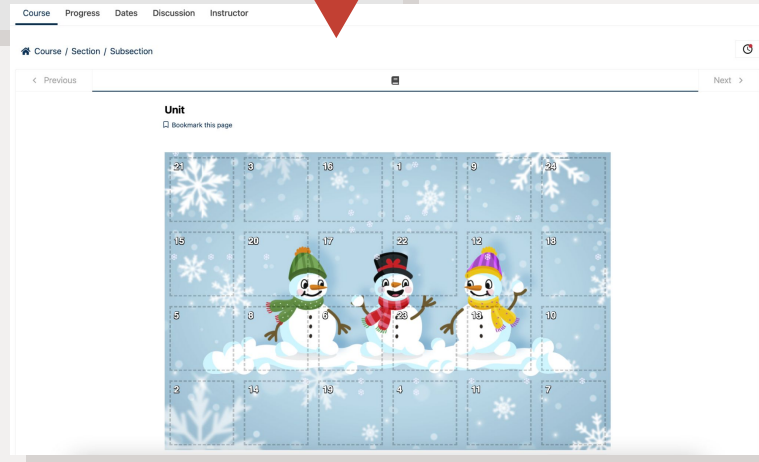 Course Progress Dates Discussion Instructor
Course / Section / Subsection
Previous Next
Unit
Bookmark this page
21 3 16 1 9 24
15 20 17 22 12 18
5 8 6 23 13 10
2 14 19 4 11 7